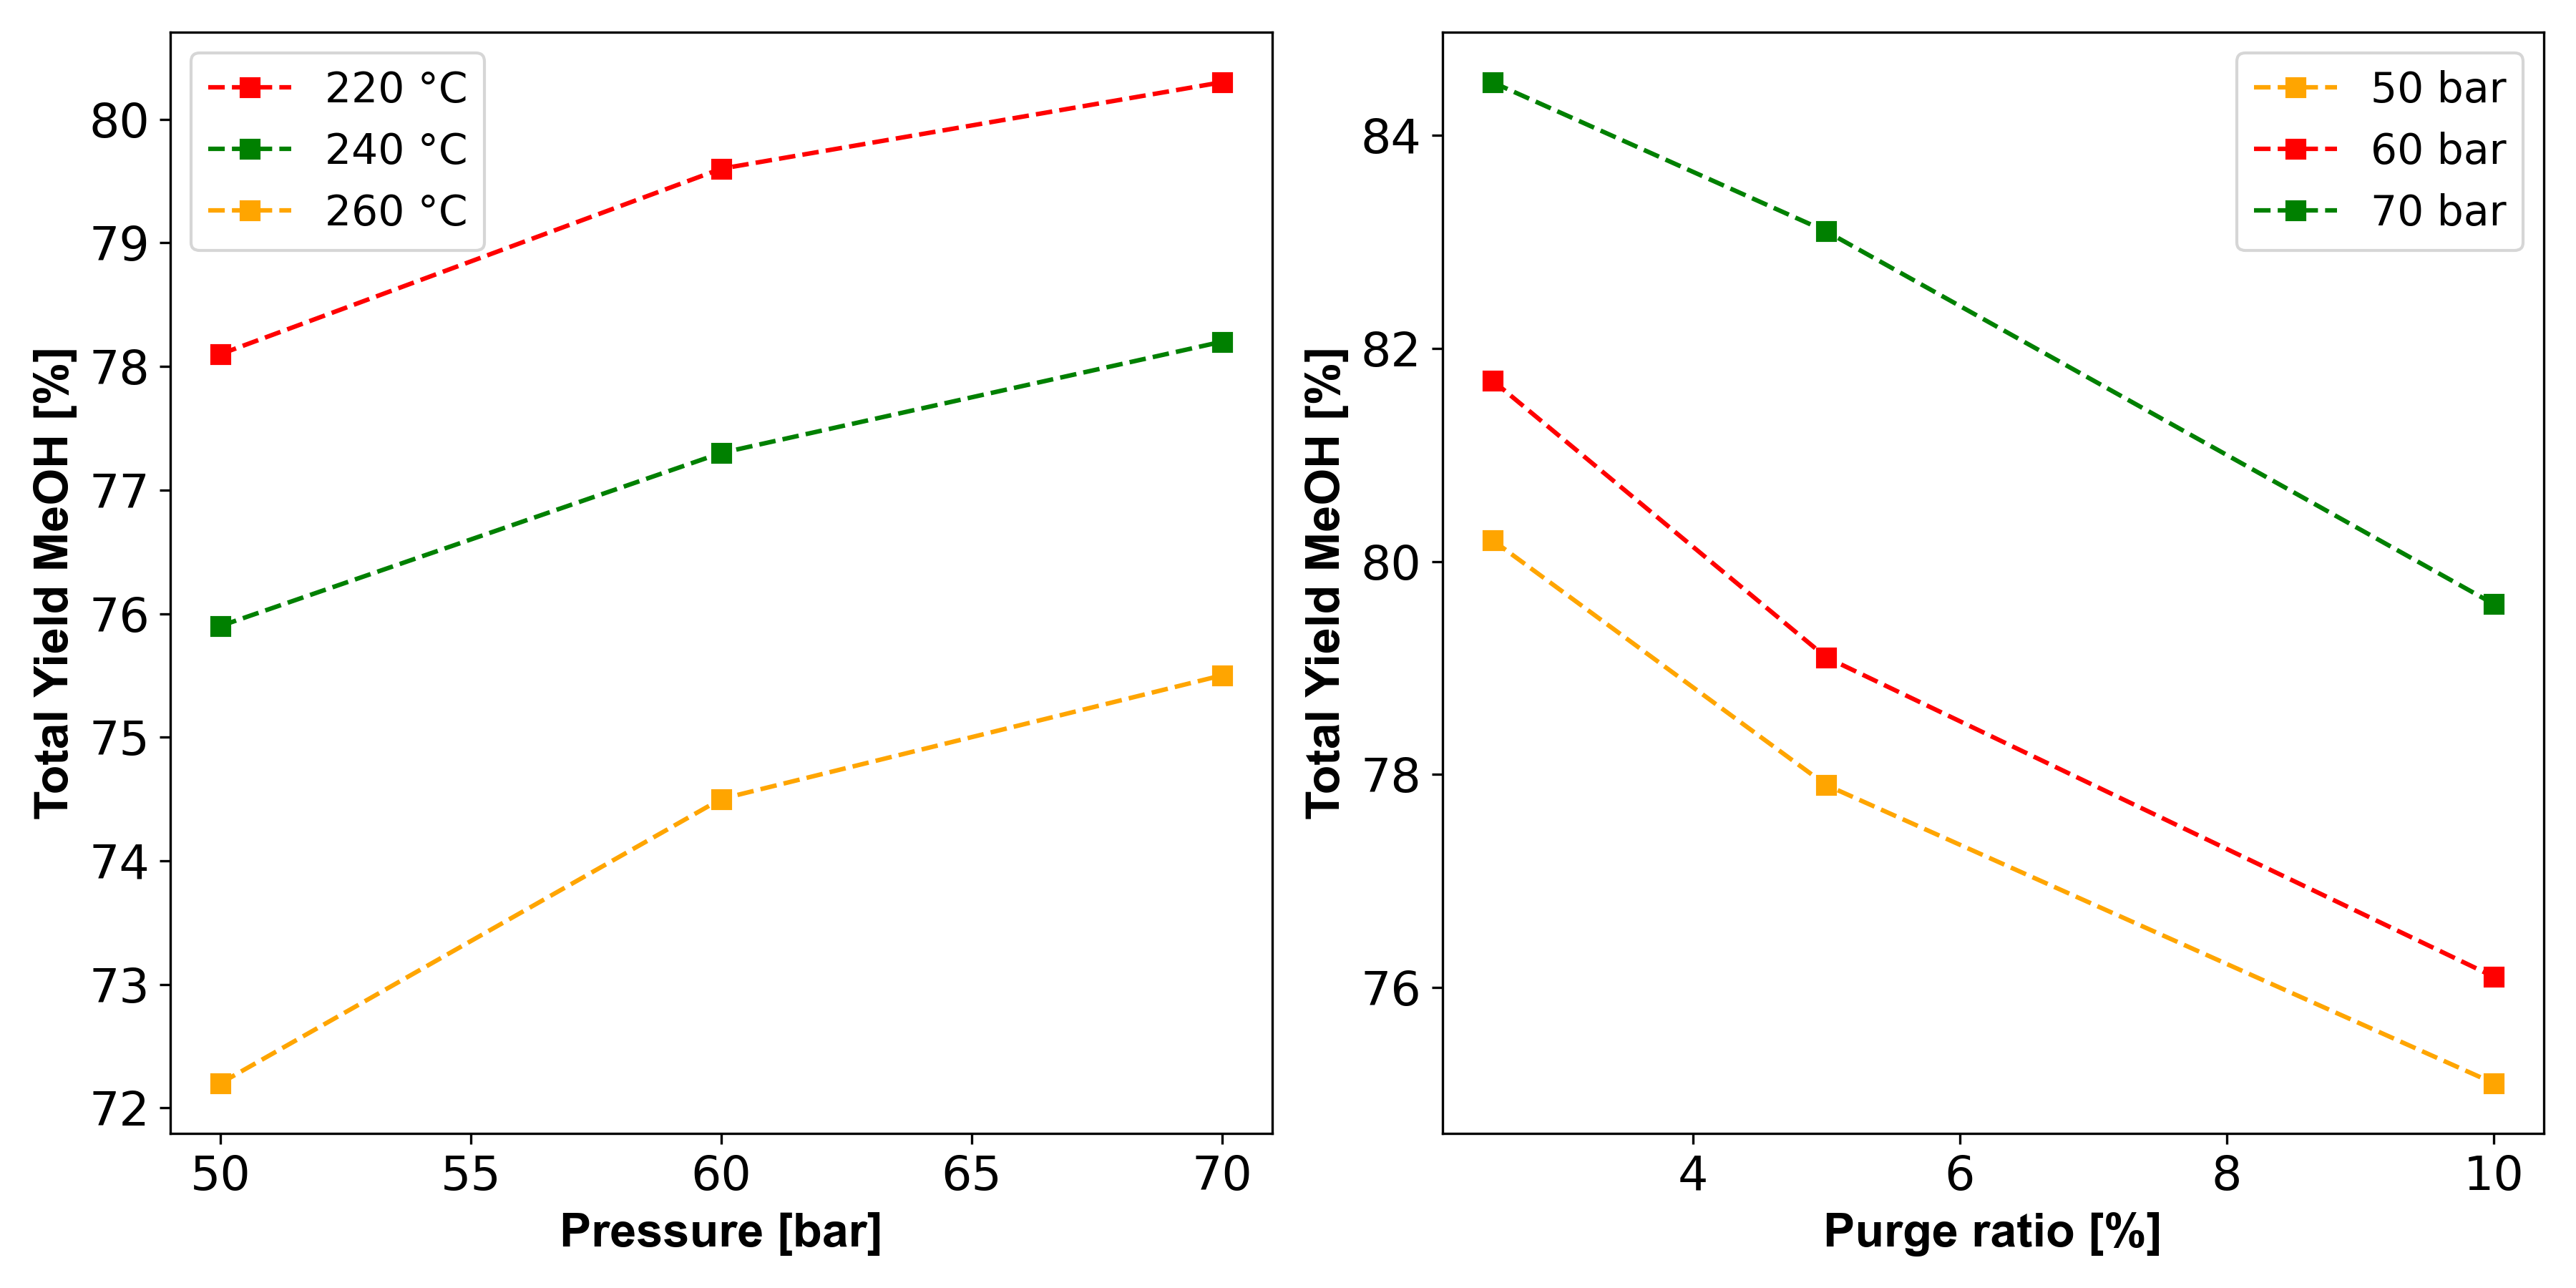 220 °C
240 °C
260 °C
80
79
78
77
76
75
74
73
72
Total Yield MeOH [%]
50 55 60 65 70
Pressure [bar]
50 bar
60 bar
70 bar
84
82
80
78
76
Total Yield MeOH [%]
4 6 8 10
Purge ratio [%]